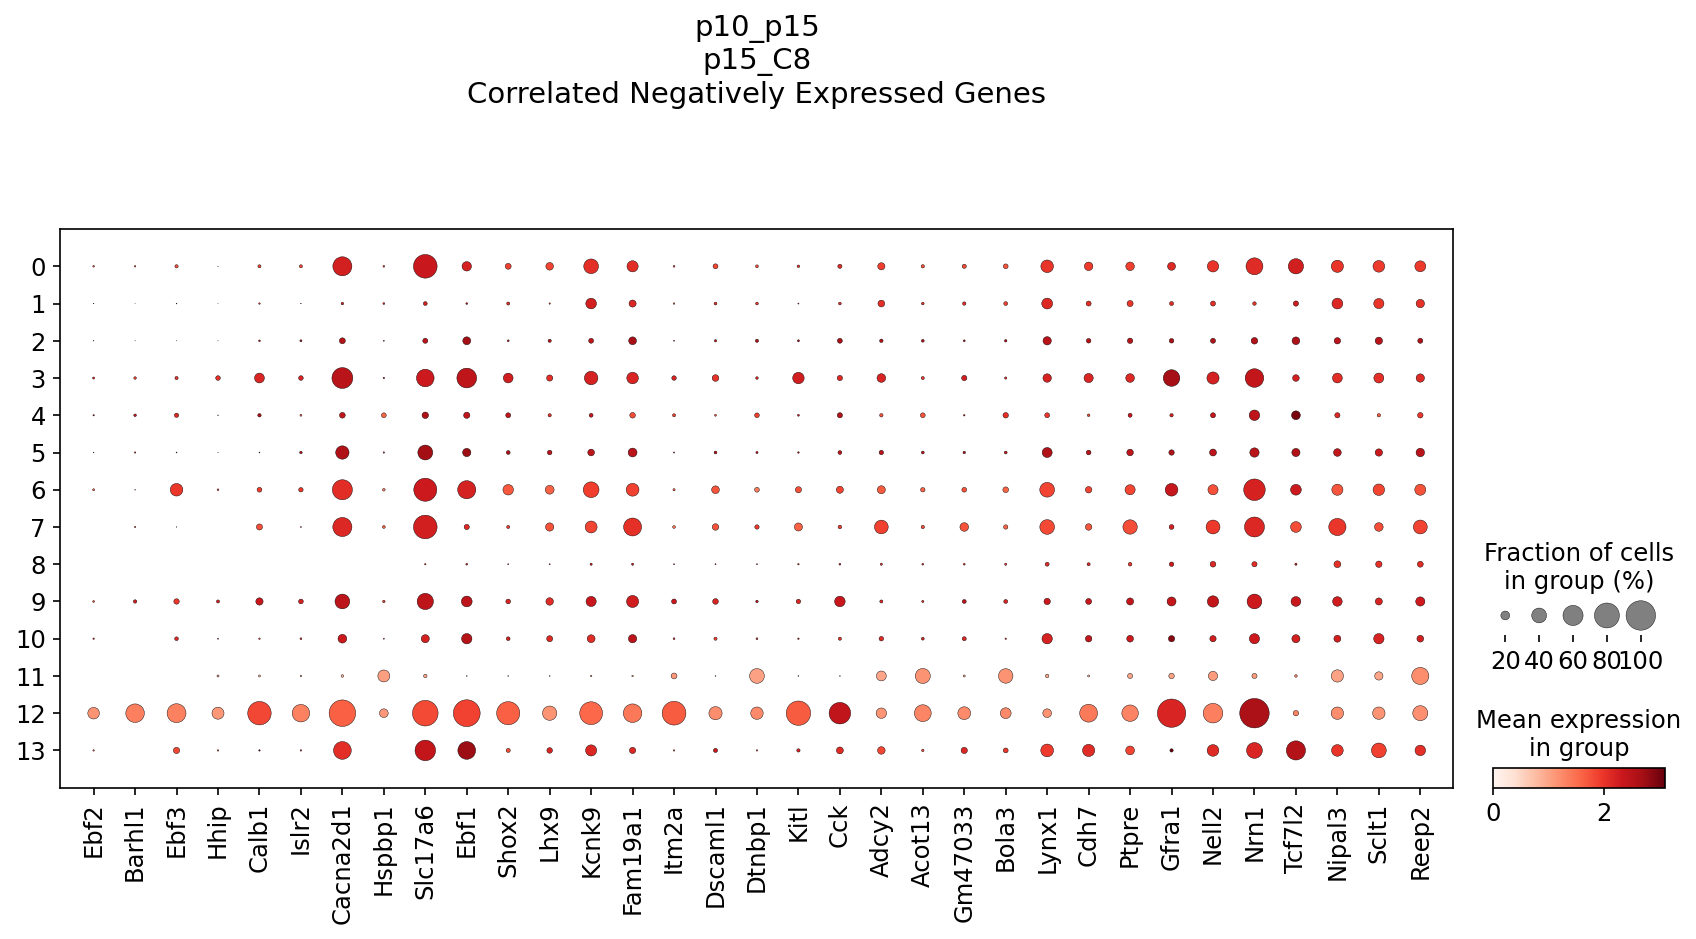 p10_p15
p15_C8
Correlated Negatively Expressed Genes
0
1
2
3
4
5
6
7
8
9
10
11
12
13
Ebf2
Barhl1
Ebf3
Hhip
Calb1
Islr2
Cacna2d1
Hspbp1
Slc17a6
Ebf1
Shox2
Lhx9
Kcnk9
Fam19a1
Itm2a
Dscaml1
Dtnbp1
Kitl
Cck
Adcy2
Acot13
Gm47033
Bola3
Lynx1
Cdh7
Ptpre
Gfra1
Nell2
Nrn1
Tcf7l2
Nipal3
Sclt1
Reep2
Fraction of cells
in group (%)
20 40 60 80 100
Mean expression
in group
0 2